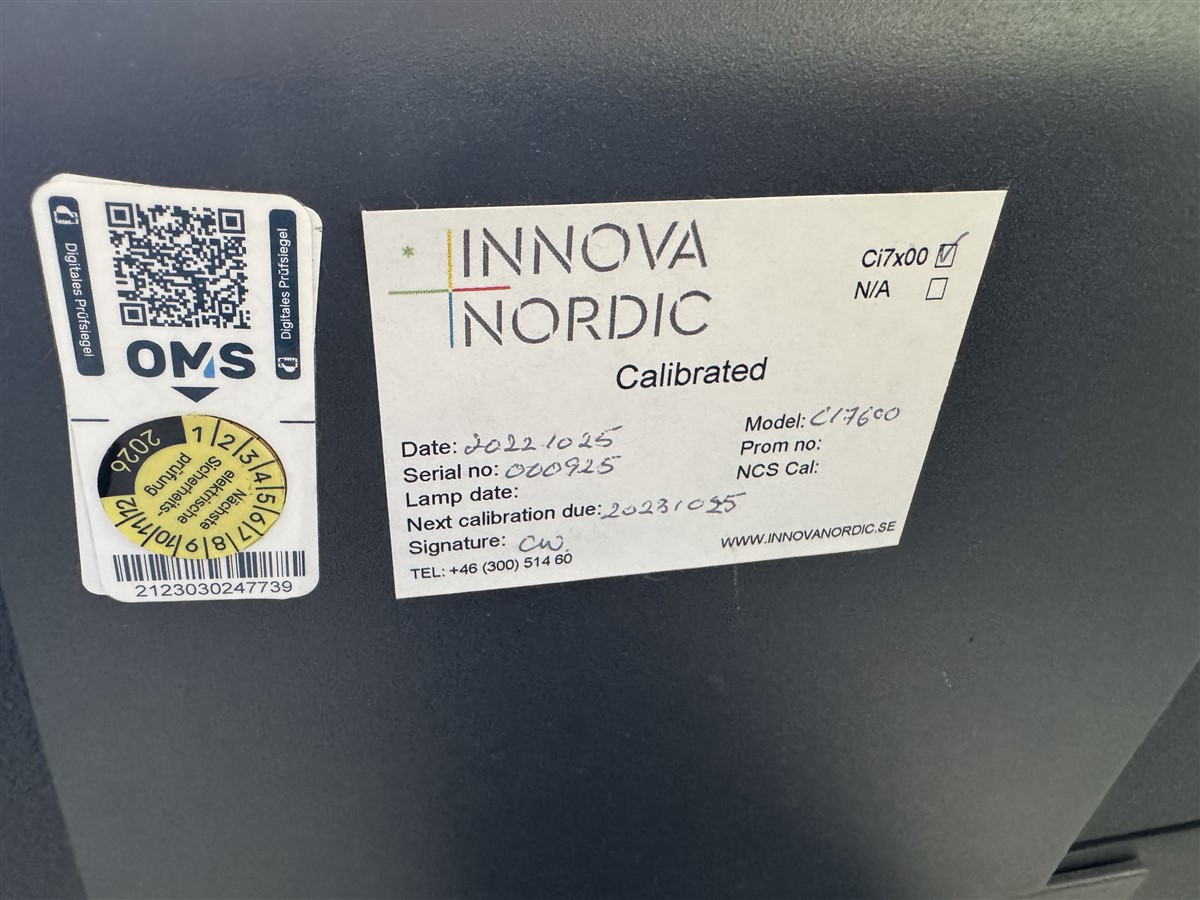 Digitales Prüfsiegel
Digitales Prüfsiegel
OMS
2026
1 2 3 4 5 6 7 8 9 10 11 12
Nächste
elektrische
Sicherheits-
prüfung
2123030247739
INNOVA
NORDIC
Ci7x00
N/A
Calibrated
Date: 20221025
Serial no: 000925
Lamp date:
Next calibration due: 20231025
Signature: CW.
TEL: +46 (300) 514 60
Model: CI7600
Prom no:
NCS Cal:
WWW.INNOVANORDIC.SE